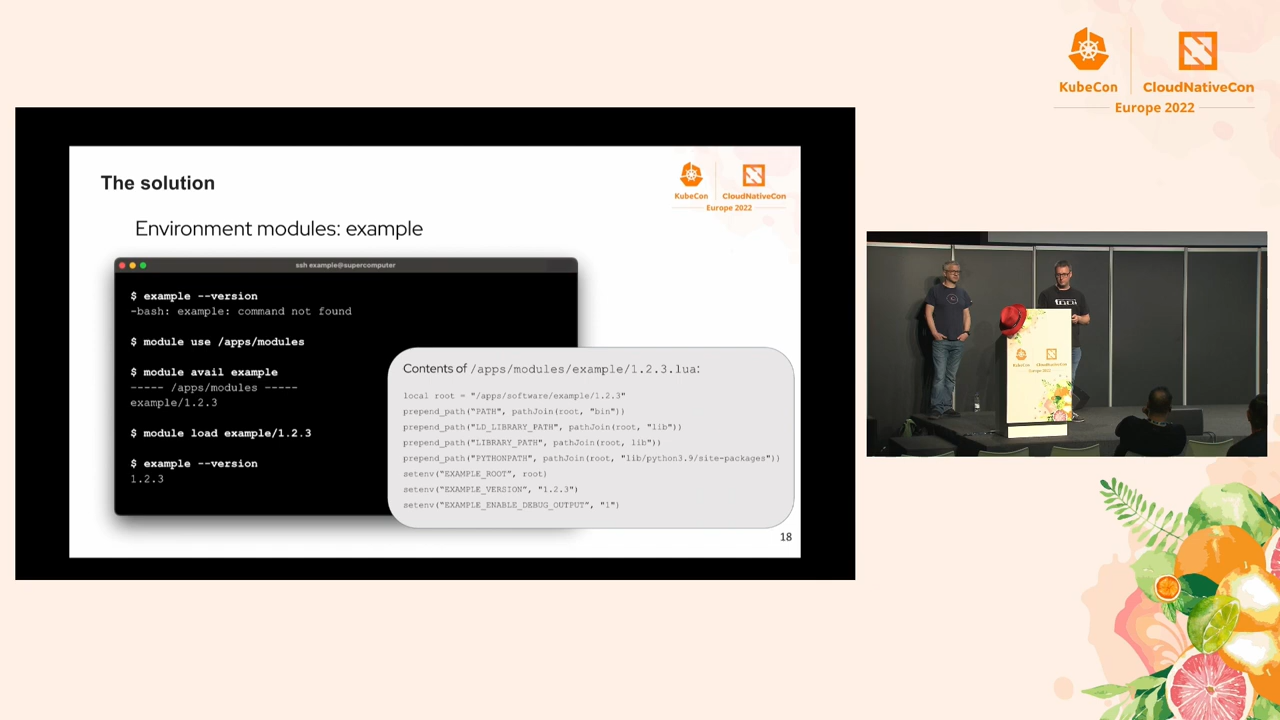 KubeCon
CloudNativeCon
Europe 2022
The solution
KubeCon
CloudNativeCon
Europe 2022
Environment modules: example
ssh example@supercomputer
$ example --version
-bash: example: command not found
$ module use /apps/modules
$ module avail example
----- /apps/modules -----
example/1.2.3
$ module load example/1.2.3
$ example --version
1.2.3
Contents of /apps/modules/example/1.2.3.lua:
local root = "/apps/software/example/1.2.3"
prepend_path("PATH", pathJoin(root, "bin"))
prepend_path("LD_LIBRARY_PATH", pathJoin(root, "lib"))
prepend_path("LIBRARY_PATH", pathJoin(root, lib"))
prepend_path("PYTHONPATH", pathJoin(root, "lib/python3.9/site-packages"))
setenv("EXAMPLE_ROOT", root)
setenv("EXAMPLE_VERSION", "1.2.3")
setenv("EXAMPLE_ENABLE_DEBUG_OUTPUT", "1")
18